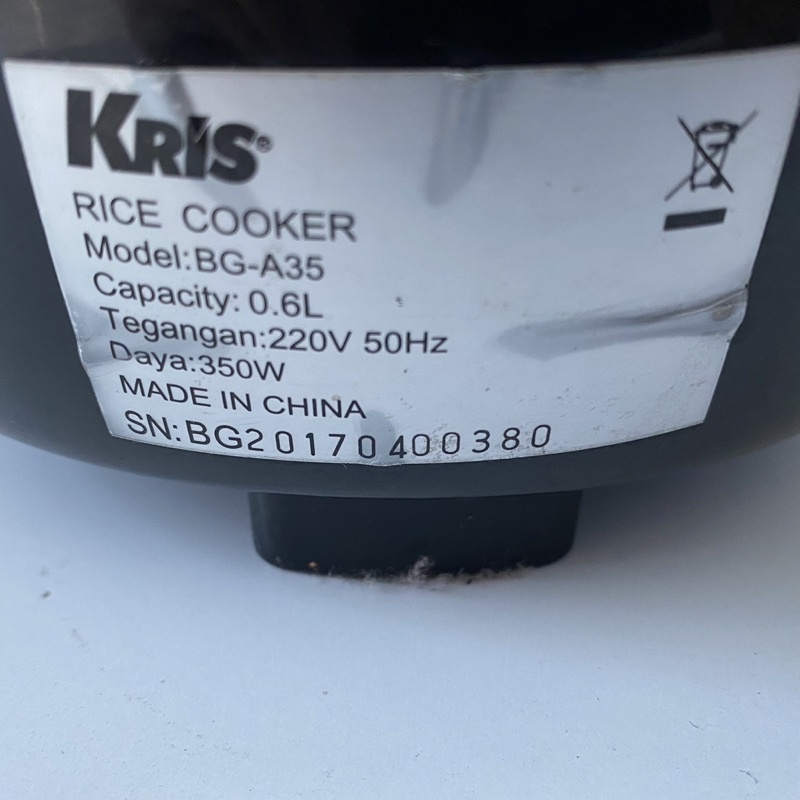 KRIS®
RICE COOKER
Model:BG-A35
Capacity: 0.6L
Tegangan:220V 50Hz
Daya:350W
MADE IN CHINA
SN:BG20170400380